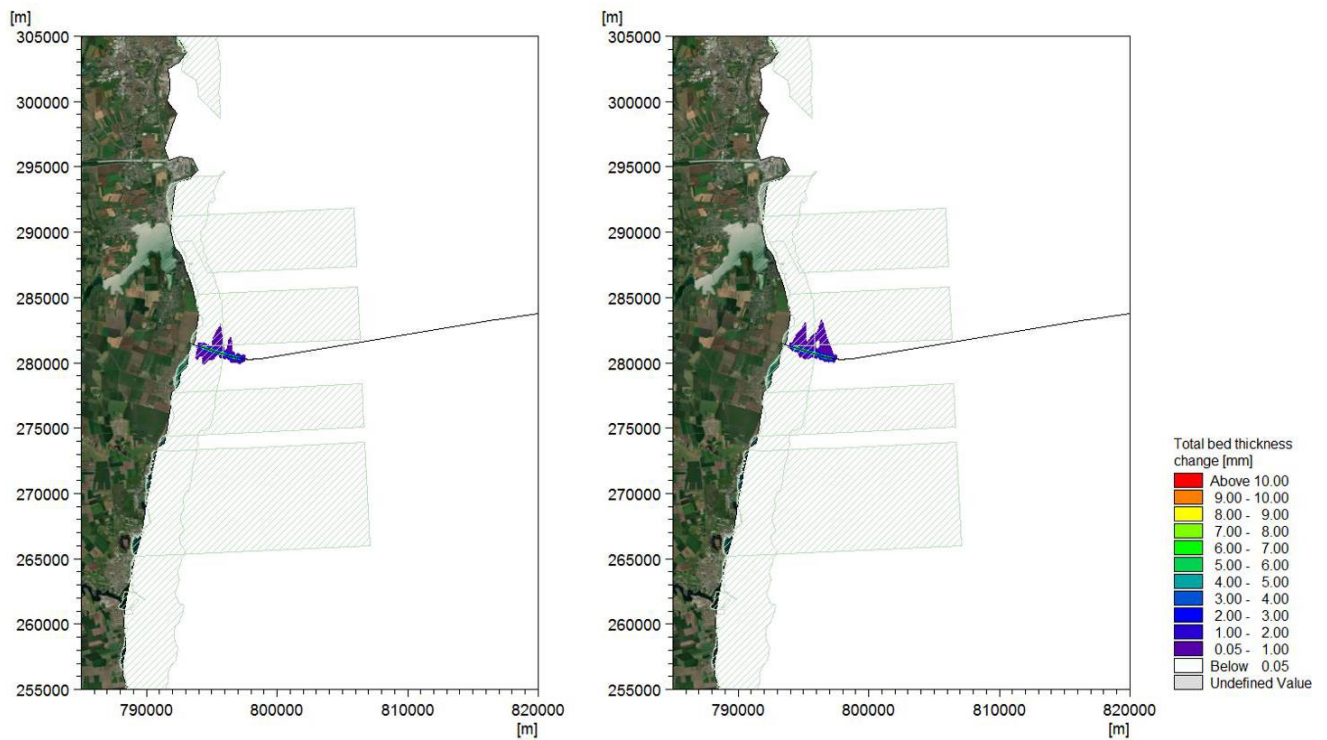 [m]
305000
300000
295000
290000
285000
280000
275000
270000
265000
260000
255000
790000 800000 810000 820000
[m]
[m]
305000
300000
295000
290000
285000
280000
275000
270000
265000
260000
255000
790000 800000 810000 820000
[m]
Total bed thickness
change [mm]
Above 10.00
9.00 - 10.00
8.00 - 9.00
7.00 - 8.00
6.00 - 7.00
5.00 - 6.00
4.00 - 5.00
3.00 - 4.00
2.00 - 3.00
1.00 - 2.00
0.05 - 1.00
Below 0.05
Undefined Value